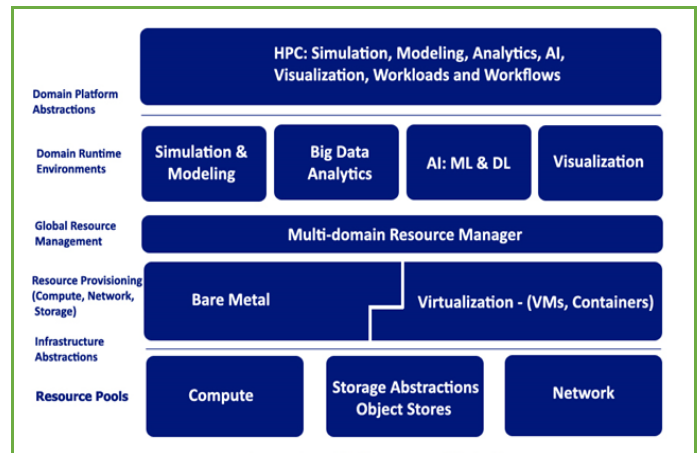 HPC: Simulation, Modeling, Analytics, AI,
Visualization, Workloads and Workflows
Domain Platform
Abstractions
Domain Runtime
Environments
Simulation &
Modeling
Big Data
Analytics
AI: ML & DL
Visualization
Global Resource
Management
Multi-domain Resource Manager
Resource Provisioning
(Compute, Network,
Storage)
Bare Metal
Virtualization - (VMs, Containers)
Infrastructure
Abstractions
Resource Pools
Compute
Storage Abstractions
Object Stores
Network